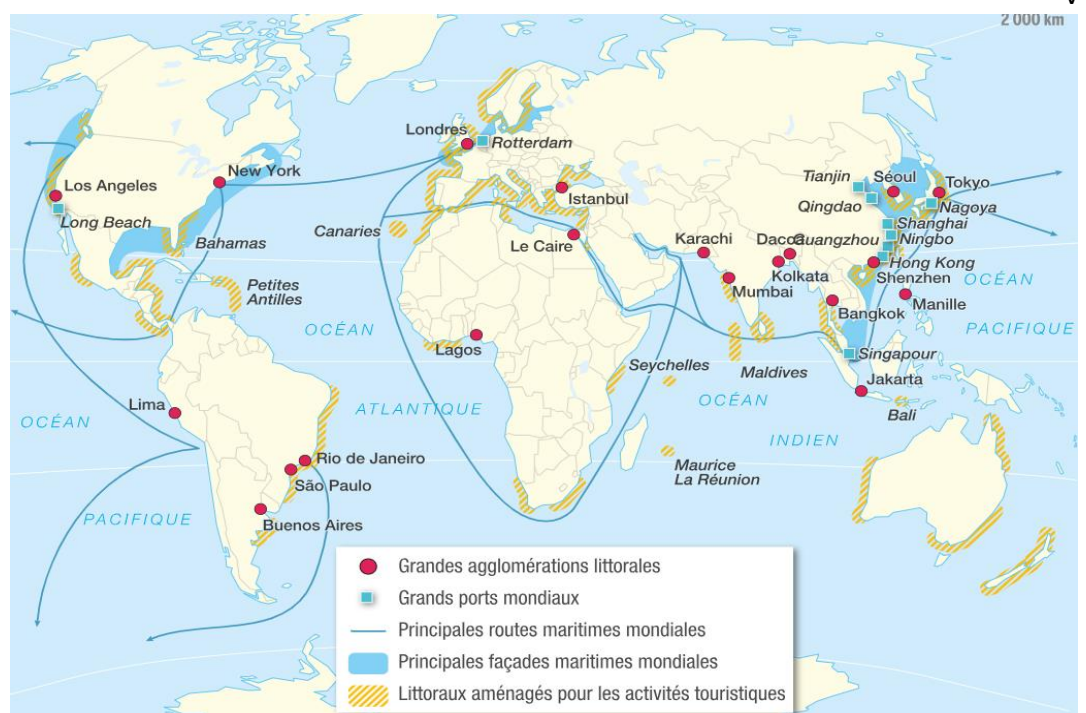 2 000 km
Londres
Rotterdam
New York
Los Angeles
Long Beach
Bahamas
Petites
Antilles
Canaries
Istanbul
Le Caire
Karachi
Dacca
Kolkata
Mumbai
Tianjin
Qingdao
Séoul
Tokyo
Nagoya
Shanghai
Ningbo
Guangzhou
Hong Kong
Shenzhen
Manille
Bangkok
Singapour
Jakarta
Bali
Lagos
Seychelles
Maldives
Maurice
La Réunion
Lima
Rio de Janeiro
São Paulo
Buenos Aires
OCÉAN
PACIFIQUE
OCÉAN
ATLANTIQUE
OCÉAN
INDIEN
OCÉAN
PACIFIQUE
Grandes agglomérations littorales
Grands ports mondiaux
Principales routes maritimes mondiales
Principales façades maritimes mondiales
Littoraux aménagés pour les activités touristiques